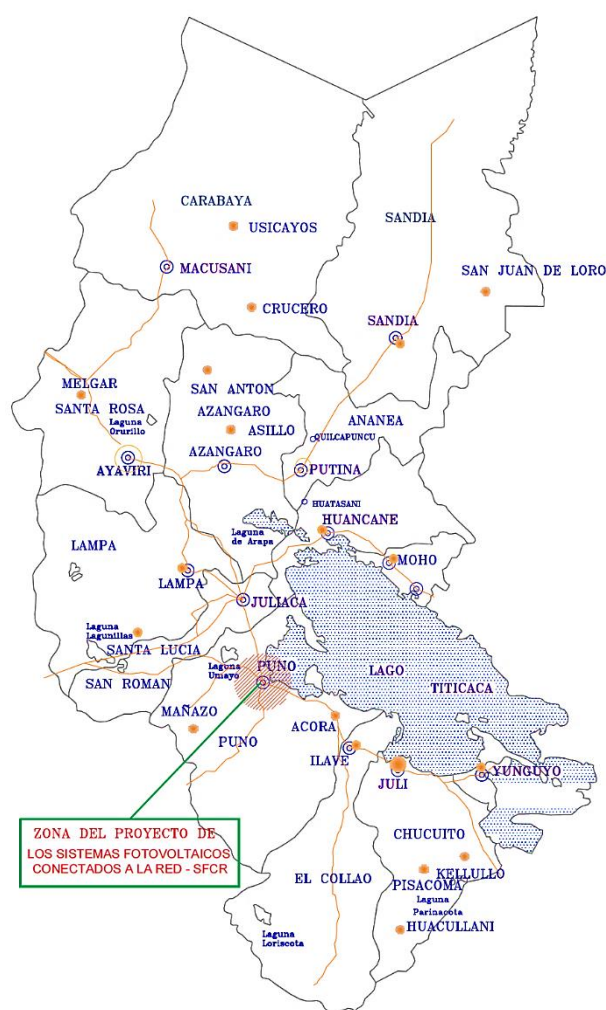 CARABAYA
USICAYOS
SANDIA
MACUSANI
SAN JUAN DE LORO
CRUCERO
SANDIA
MELGAR
SAN ANTON
SANTA ROSA
AZANGARO
Laguna
Orurillo
ASILLO
ANANEA
QUILCAPUNCU
AYAVIRI
AZANGARO
PUTINA
HUATASANI
HUANCANE
Laguna
de Arapa
LAMPA
MOHO
LAMPA
JULIACA
Laguna
Lagunillas
SANTA LUCIA
Laguna
Umayo
PUNO
LAGO
TITICACA
SAN ROMAN
MAÑAZO
ACORA
PUNO
ILAVE
YUNGUYO
JULI
ZONA DEL PROYECTO DE
LOS SISTEMAS FOTOVOLTAICOS
CONECTADOS A LA RED - SFCR
CHUCUITO
KELLULLO
EL COLLAO
PISACOMA
Laguna
Parinacota
HUACULLANI
Laguna
Loriscota